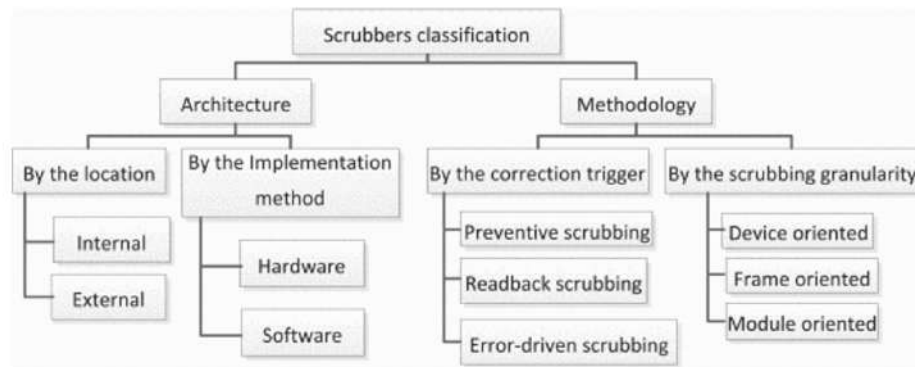 Scrubbers classification
Architecture
Methodology
By the location
By the Implementation
method
By the correction trigger
By the scrubbing granularity
Internal
External
Hardware
Software
Preventive scrubbing
Readback scrubbing
Error-driven scrubbing
Device oriented
Frame oriented
Module oriented